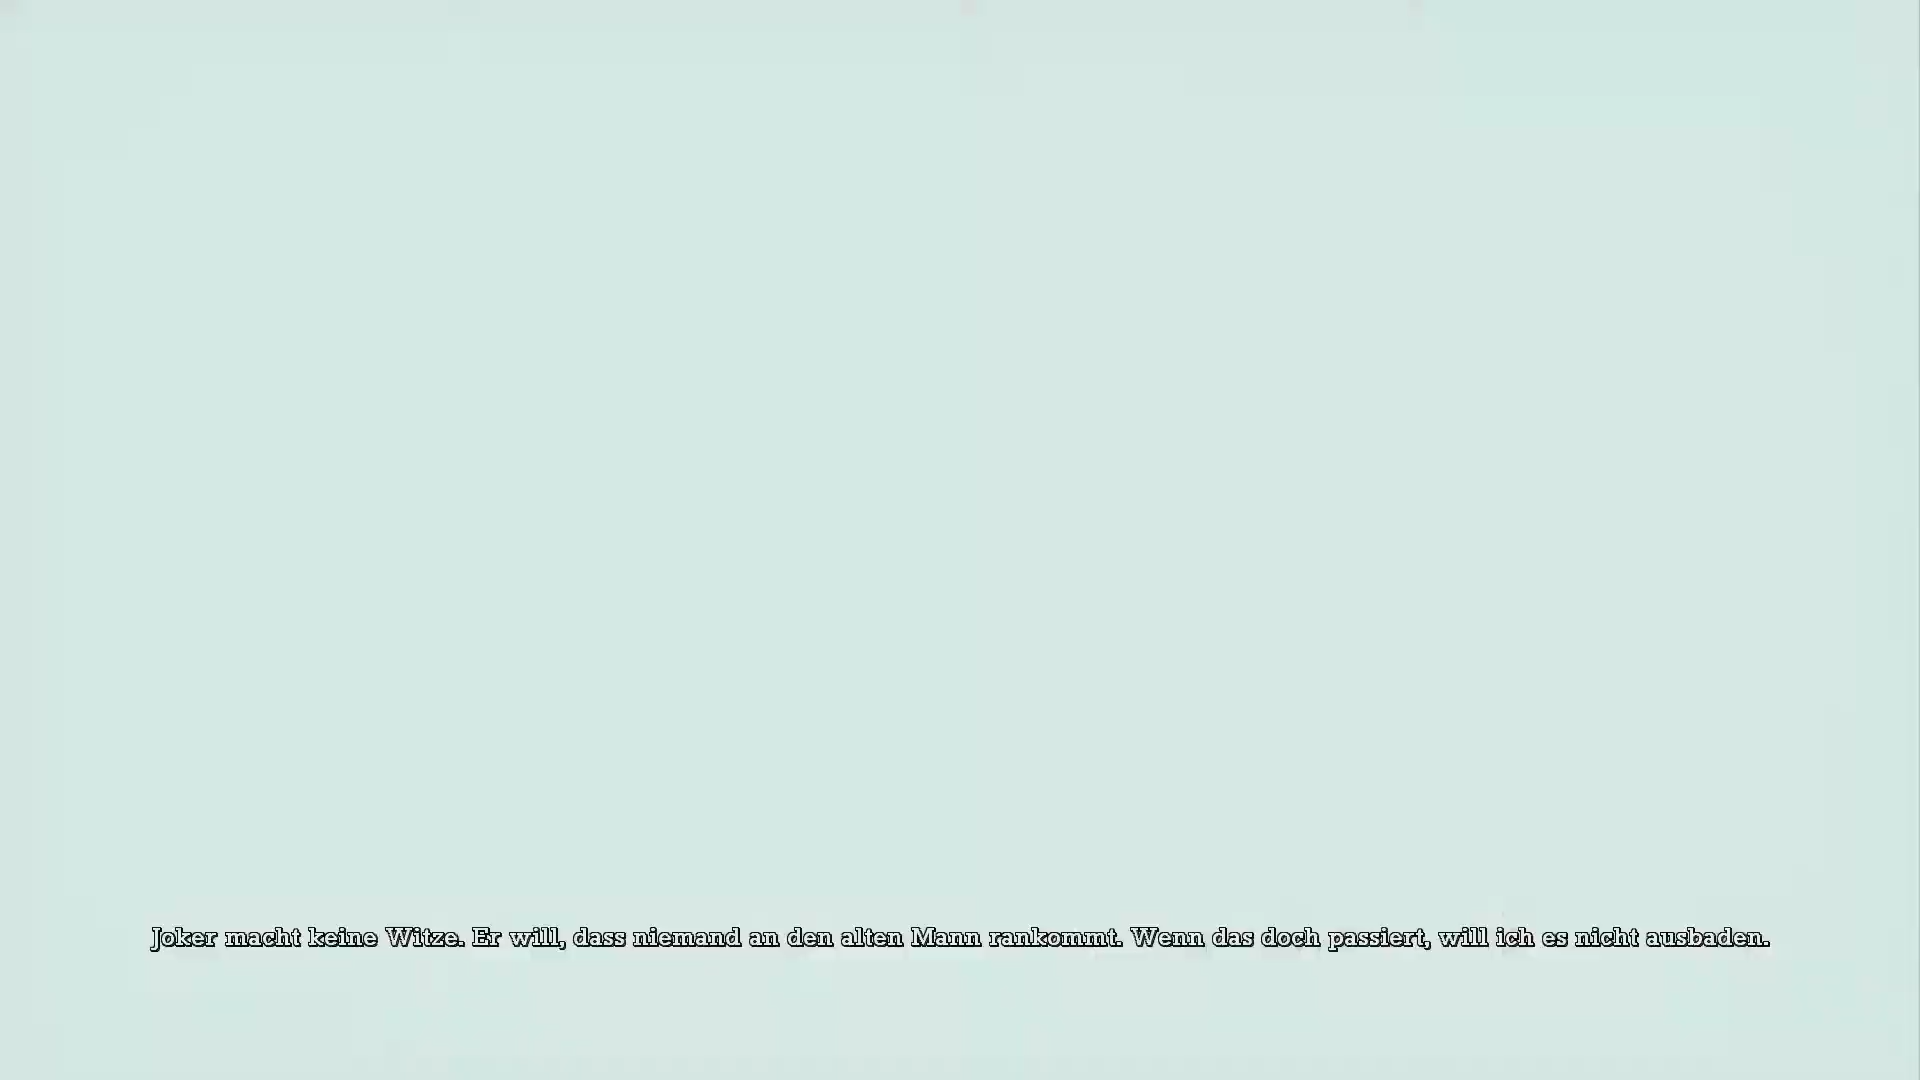 Joker macht keine Witze. Er will, dass niemand an den alten Mann rankommt. Wenn das doch passiert, will ich es nicht ausbaden.